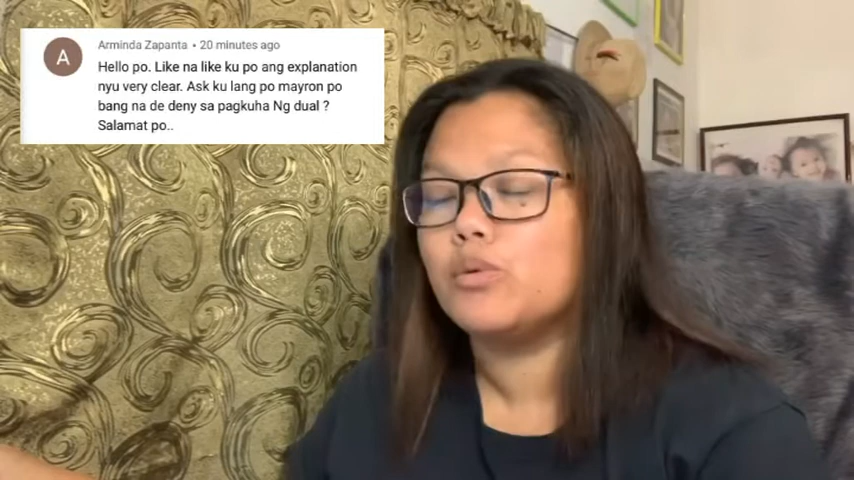 A
Arminda Zapanta • 20 minutes ago
Hello po. Like na like ku po ang explanation
nyu very clear. Ask ku lang po mayron po
bang na de deny sa pagkuha Ng dual ?
Salamat po..